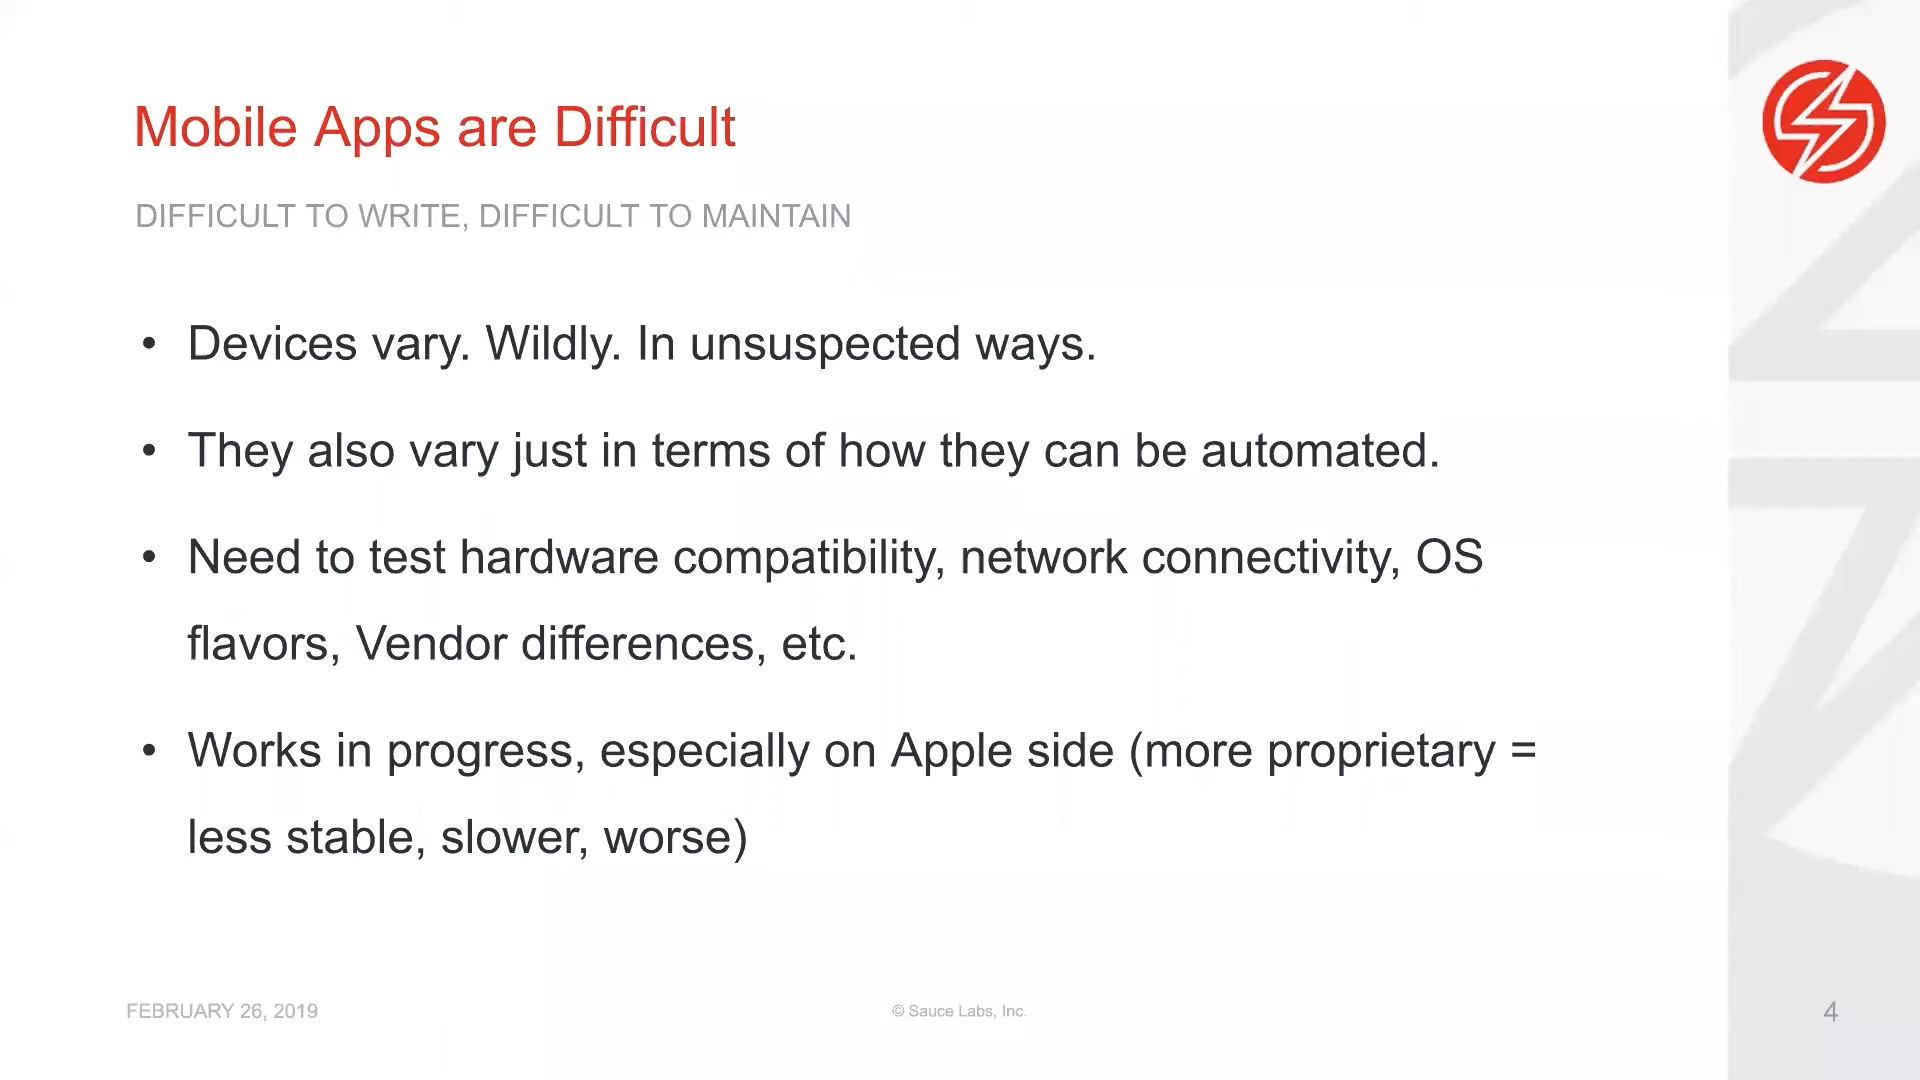 Mobile Apps are Difficult
DIFFICULT TO WRITE, DIFFICULT TO MAINTAIN
• Devices vary. Wildly. In unsuspected ways.
• They also vary just in terms of how they can be automated.
• Need to test hardware compatibility, network connectivity, OS
flavors, Vendor differences, etc.
• Works in progress, especially on Apple side (more proprietary =
less stable, slower, worse)
FEBRUARY 26, 2019
© Sauce Labs, Inc.
4